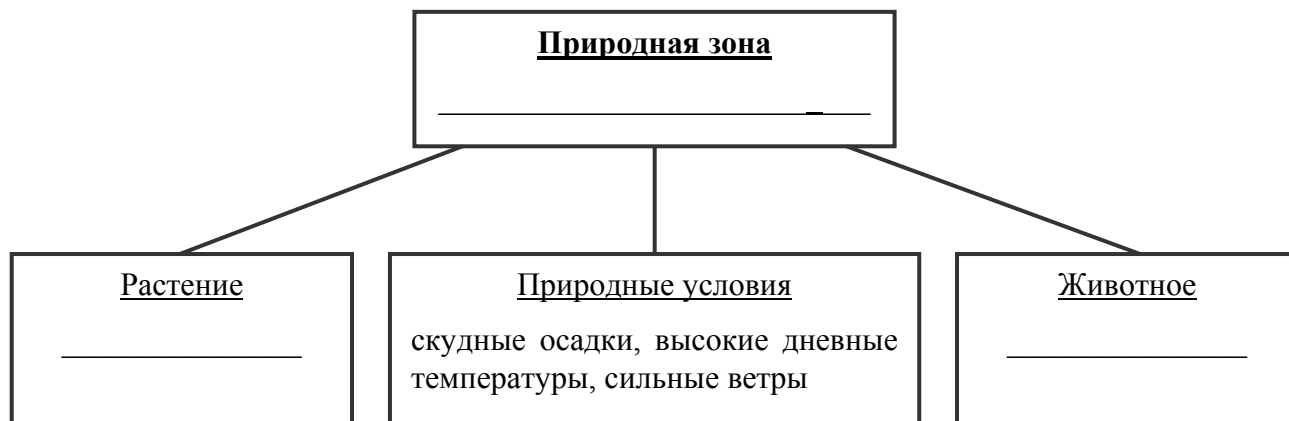 Природная зона
Растение
Природные условия
скудные осадки, высокие дневные
температуры, сильные ветры
Животное